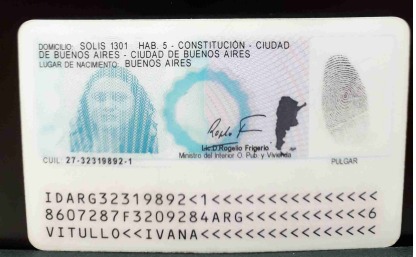 DOMICILIO: SOLIS 1301 HAB. 5 - CONSTITUCIÓN - CIUDAD
DE BUENOS AIRES - CIUDAD DE BUENOS AIRES
LUGAR DE NACIMIENTO: BUENOS AIRES
Lic.D.Rogelio Frigerio
Ministro del Interior O. Pub. y Vivienda
CUIL: 27-32319892-1
PULGAR
IDARG32319892<1<<<<<<<<<<<<<<<
8607287F3209284ARG<<<<<<<<<<<6
VITULLO<<IVANA<<<<<<<<<<<<<<<<